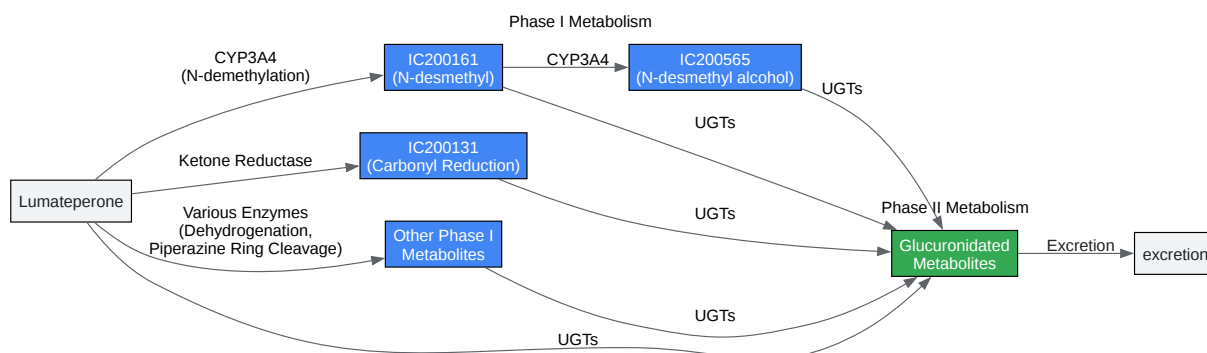 Phase I Metabolism
CYP3A4
(N-demethylation)
IC200161
(N-desmethyl)
CYP3A4
IC200565
(N-desmethyl alcohol)
UGTs
UGTs
Ketone Reductase
IC200131
(Carbonyl Reduction)
Lumateperone
Various Enzymes
(Dehydrogenation,
Piperazine Ring Cleavage)
Other Phase I
Metabolites
UGTs
Phase II Metabolism
Glucuronidated
Metabolites
Excretion
excretion
UGTs
UGTs